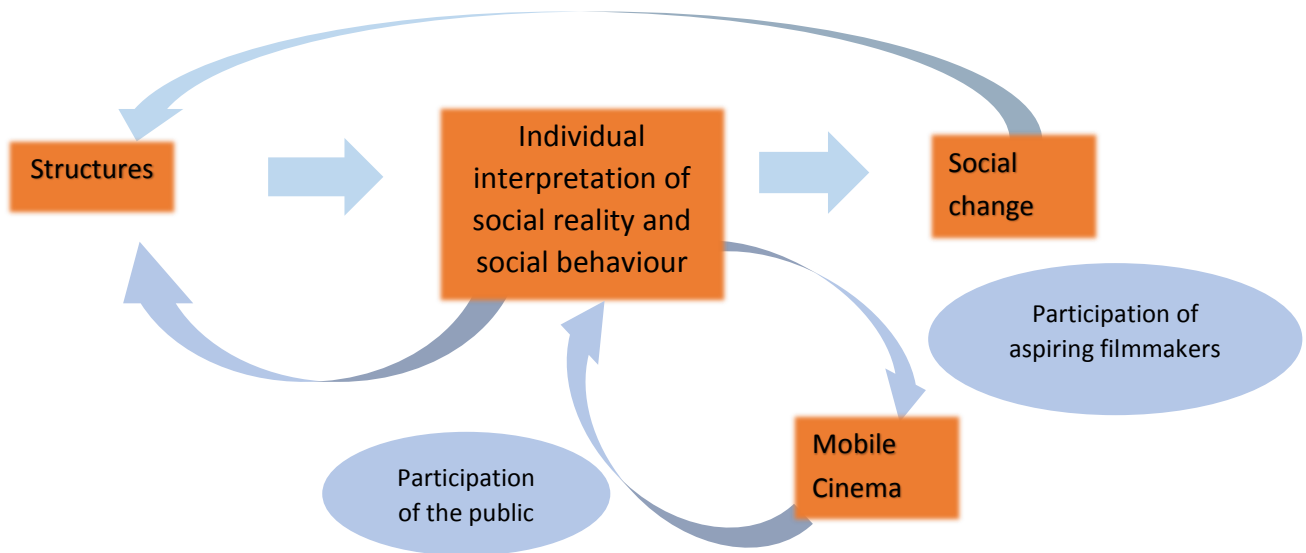 Structures
Individual
interpretation of
social reality and
social behaviour
Social
change
Participation of
aspiring filmmakers
Mobile
Cinema
Participation
of the public